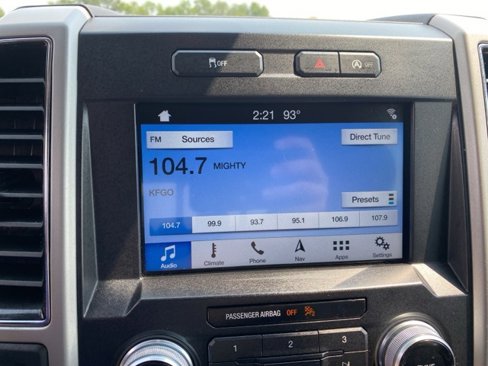 OFF
OFF
2:21 93°
FM Sources
Direct Tune
104.7 MIGHTY
KFGO
Presets
104.7 99.9 93.7 95.1 106.9 107.9
Audio Climate Phone Nav Apps Settings
PASSENGER AIRBAG OFF
1 2 3